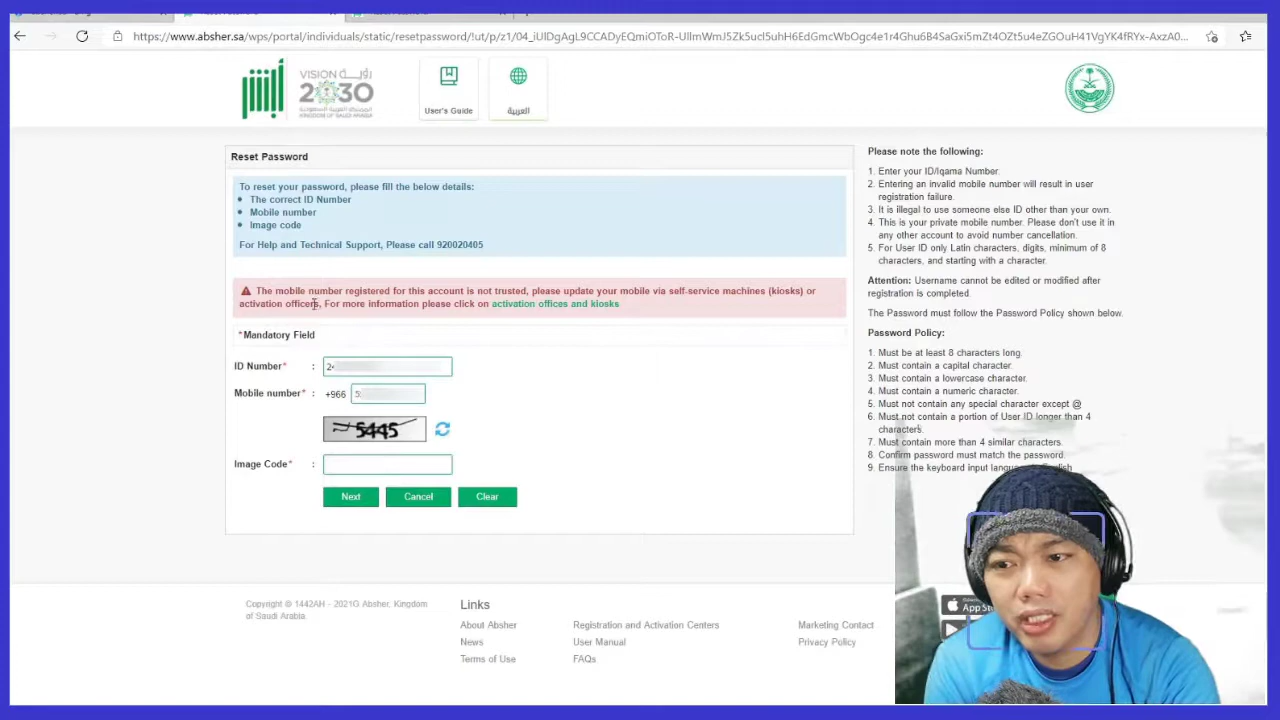 https://www.absher.sa/wps/portal/individuals/static/resetpassword/
VISION رؤية
2030
KINGDOM OF SAUDI ARABIA
User's Guide
العربية
Reset Password
To reset your password, please fill the below details:
The correct ID Number
Mobile number
Image code
For Help and Technical Support, Please call 920020405
The mobile number registered for this account is not trusted, please update your mobile via self-service machines (kiosks) or
activation officers, For more information please click on activation offices and kiosks
*Mandatory Field
ID Number* : 24
Mobile number* : +966 5
5445
Image Code* :
Next Cancel Clear
Please note the following:
1. Enter your ID/Iqama Number.
2. Entering an invalid mobile number will result in user
registration failure.
3. It is illegal to use someone else ID other than your own.
4. This is your private mobile number. Please don't use it in
any other account to avoid number cancellation.
5. For User ID only Latin characters, digits, minimum of 8
characters, and starting with a character.
Attention: Username cannot be edited or modified after
registration is completed.
The Password must follow the Password Policy shown below.
Password Policy:
1. Must be at least 8 characters long.
2. Must contain a capital character.
3. Must contain a lowercase character.
4. Must contain a numeric character.
5. Must not contain any special character except @
6. Must not contain a portion of User ID longer than 4
characters.
7. Must contain more than 4 similar characters.
8. Confirm password must match the password.
9. Ensure the keyboard input language English
Copyright © 1442AH - 2021G Absher, Kingdom
of Saudi Arabia.
Links
About Absher
News
Terms of Use
Registration and Activation Centers
User Manual
FAQs
Marketing Contact
Privacy Policy
App